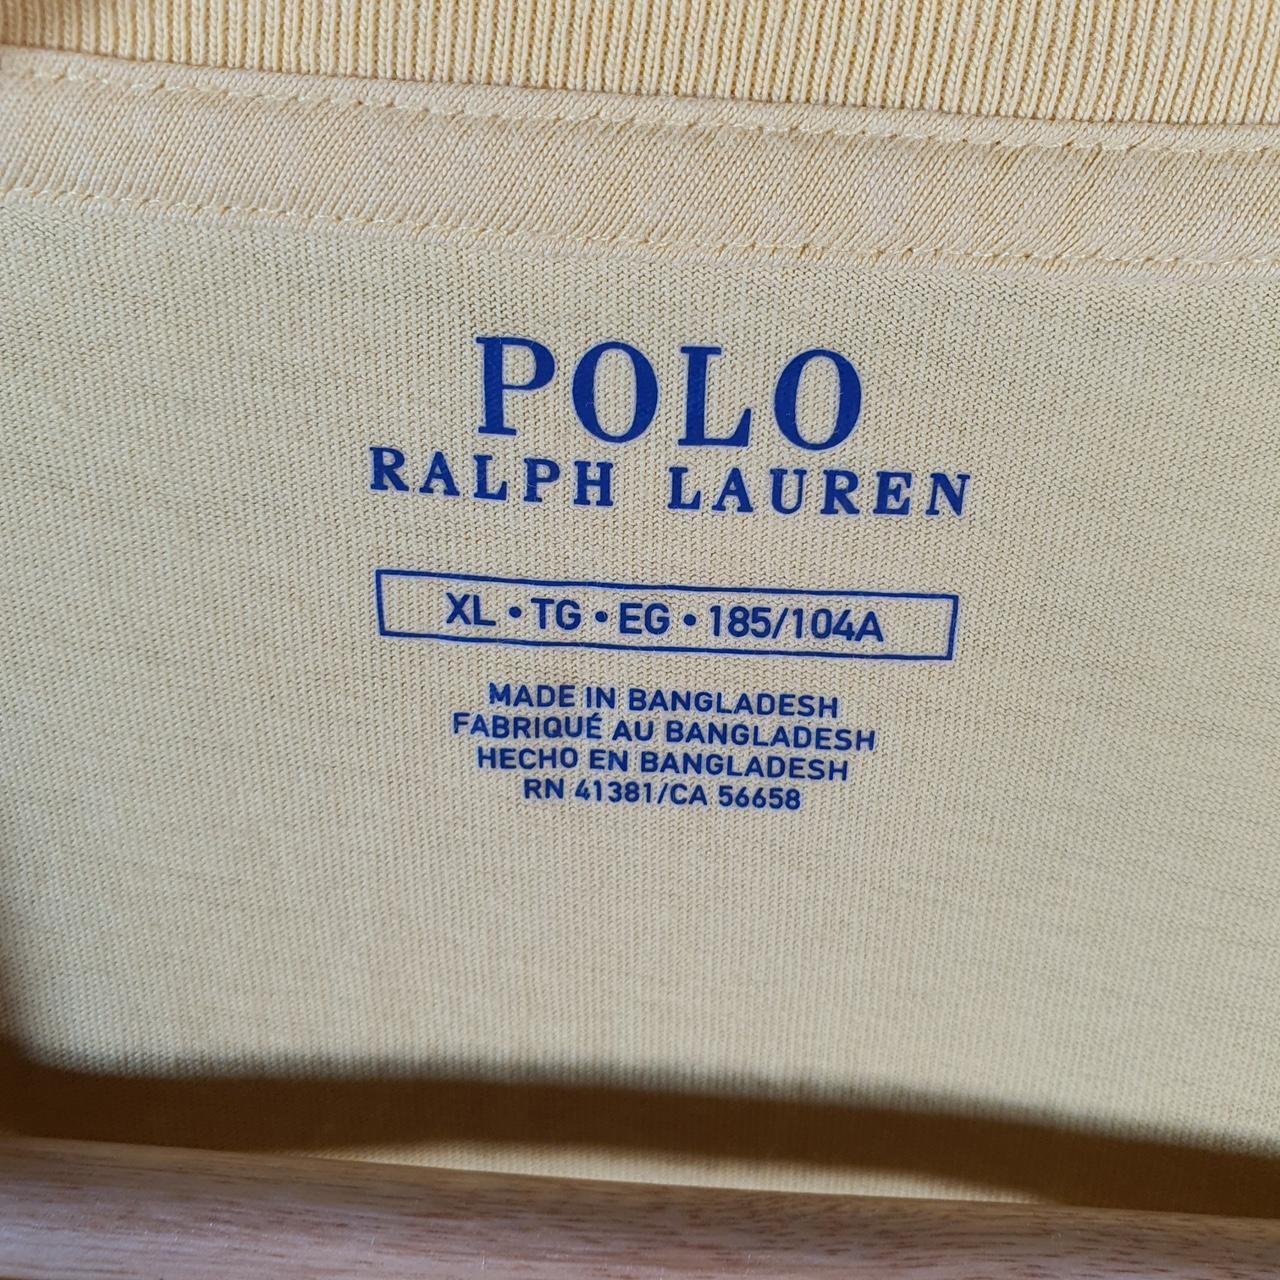 POLO
RALPH LAUREN
XL • TG • EG • 185/104A
MADE IN BANGLADESH
FABRIQUÉ AU BANGLADESH
HECHO EN BANGLADESH
RN 41381/CA 56658